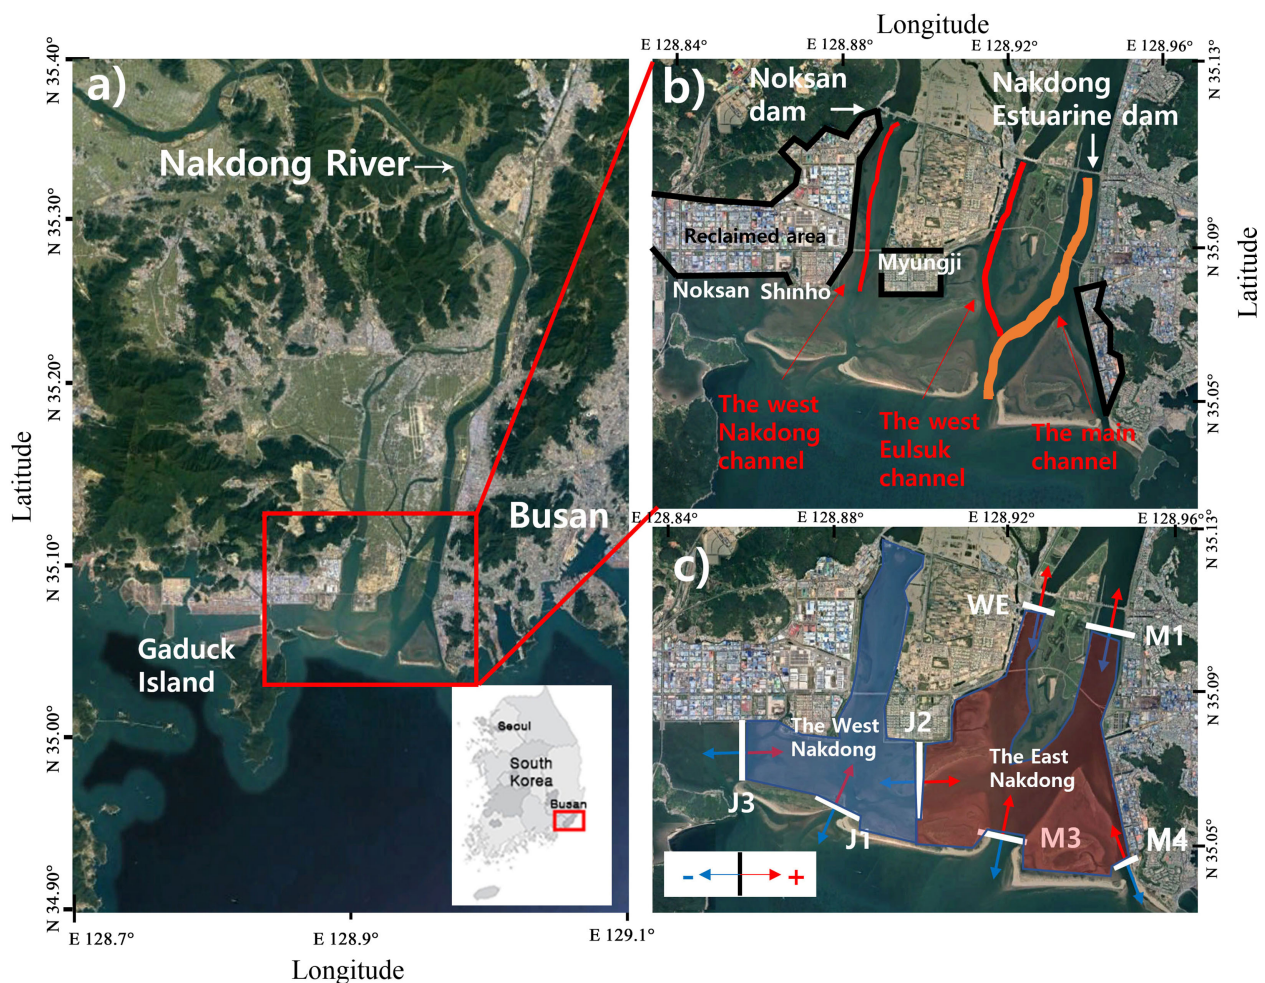 a)
Nakdong River
Busan
Gaduck
Island
Seoul
South
Korea
Busan
N 35.40°
N 35.30°
N 35.20°
N 35.10°
N 35.00°
N 34.90°
Latitude
E 128.7°
E 128.9°
E 129.1°
Longitude
Longitude
E 128.84°
E 128.88°
E 128.92°
E 128.96°
b)
Noksan
dam
Nakdong
Estuarine dam
Reclaimed area
Myungji
Noksan
Shinho
The west
Nakdong
channel
The west
Eulsuk
channel
The main
channel
N 35.13°
N 35.09°
N 35.05°
Latitude
E 128.84°
E 128.88°
E 128.92°
E 128.96°
c)
WE
M1
J2
The West
Nakdong
The East
Nakdong
J3
J1
M3
M4
- +
N 35.13°
N 35.09°
N 35.05°